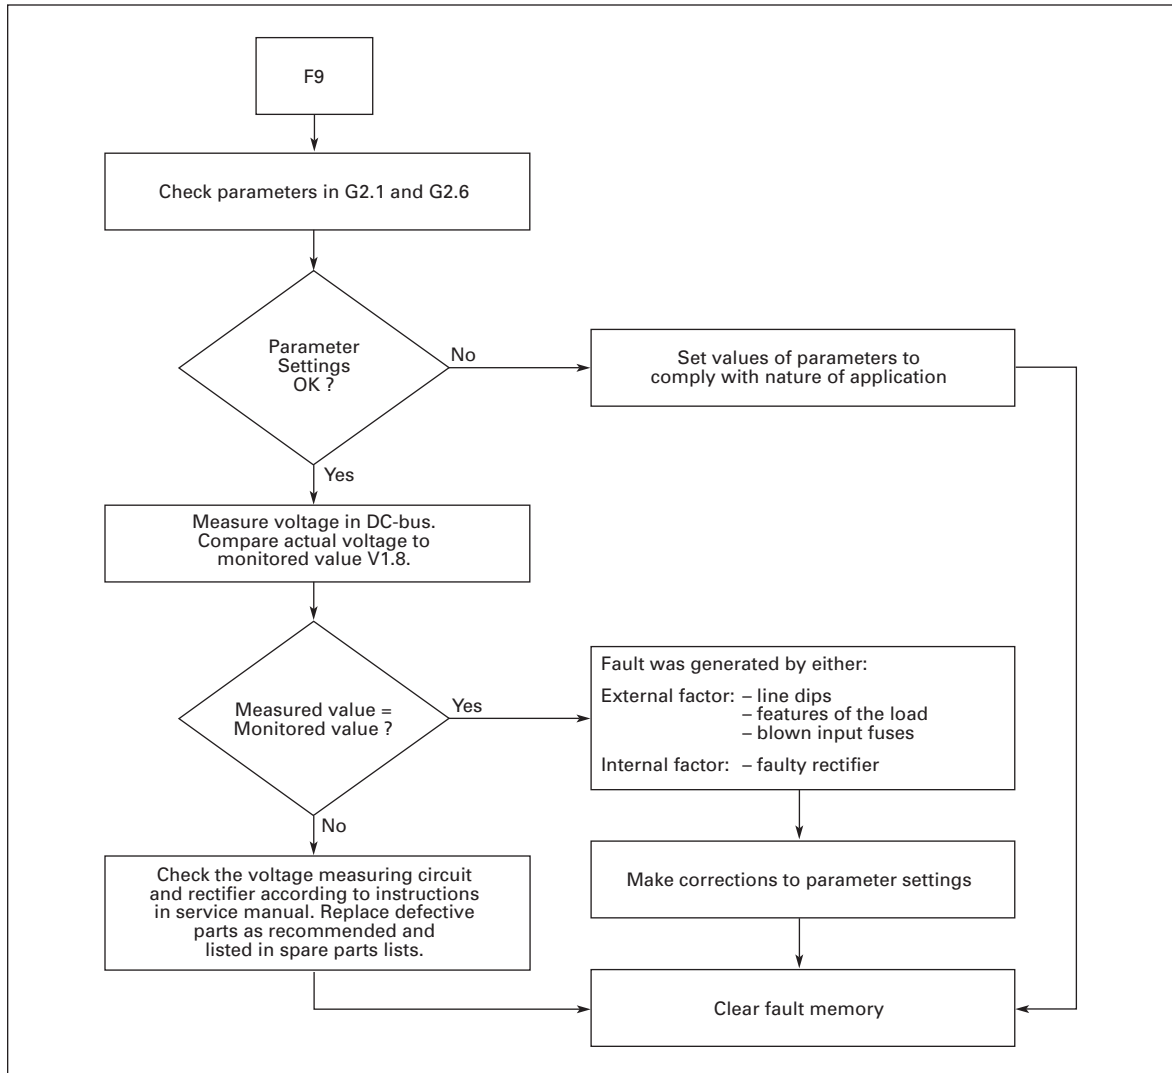 F9
Check parameters in G2.1 and G2.6
Parameter
Settings
OK ?
No
Set values of parameters to
comply with nature of application
Yes
Measure voltage in DC-bus.
Compare actual voltage to
monitored value V1.8.
Measured value =
Monitored value ?
Yes
Fault was generated by either:
External factor: – line dips
– features of the load
– blown input fuses
Internal factor: – faulty rectifier
No
Check the voltage measuring circuit
and rectifier according to instructions
in service manual. Replace defective
parts as recommended and
listed in spare parts lists.
Make corrections to parameter settings
Clear fault memory